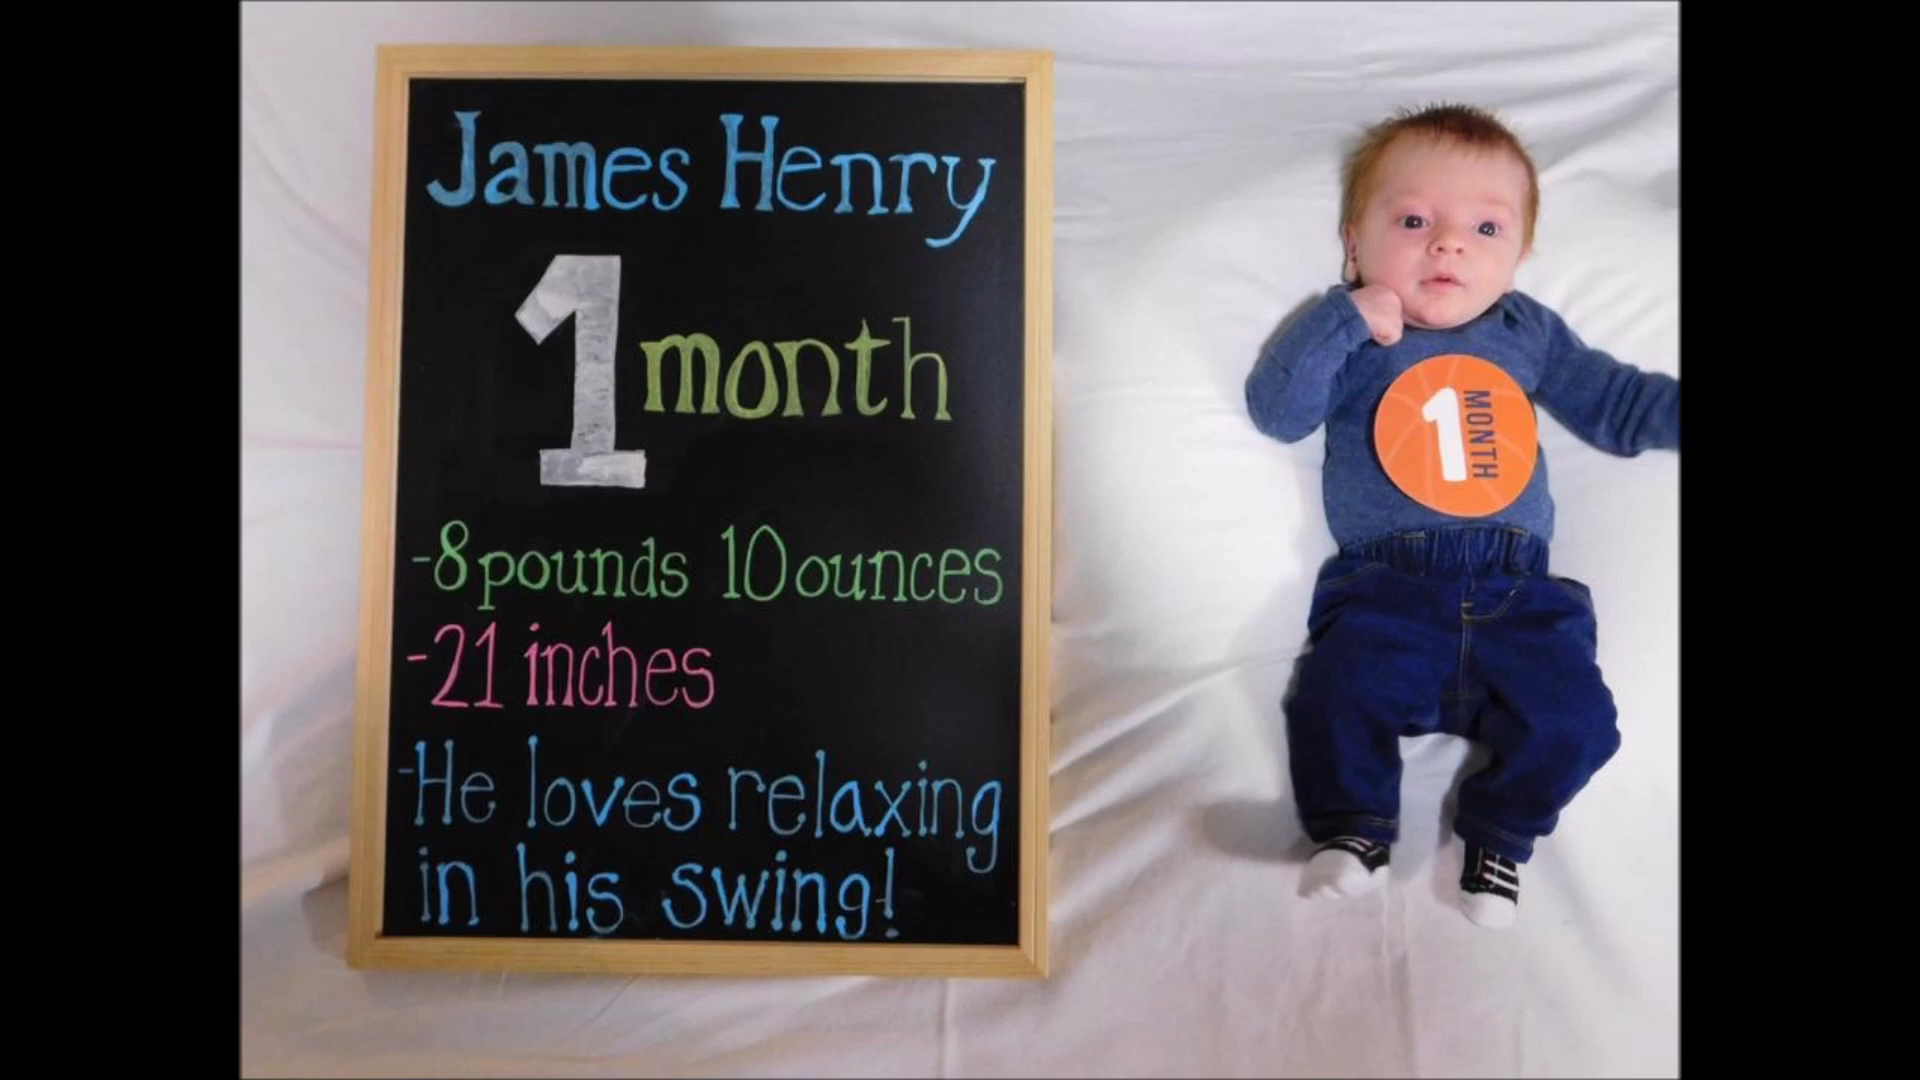 James Henry
1 month
-8 pounds 10 ounces
-21 inches
-He loves relaxing
in his swing!
1
MONTH